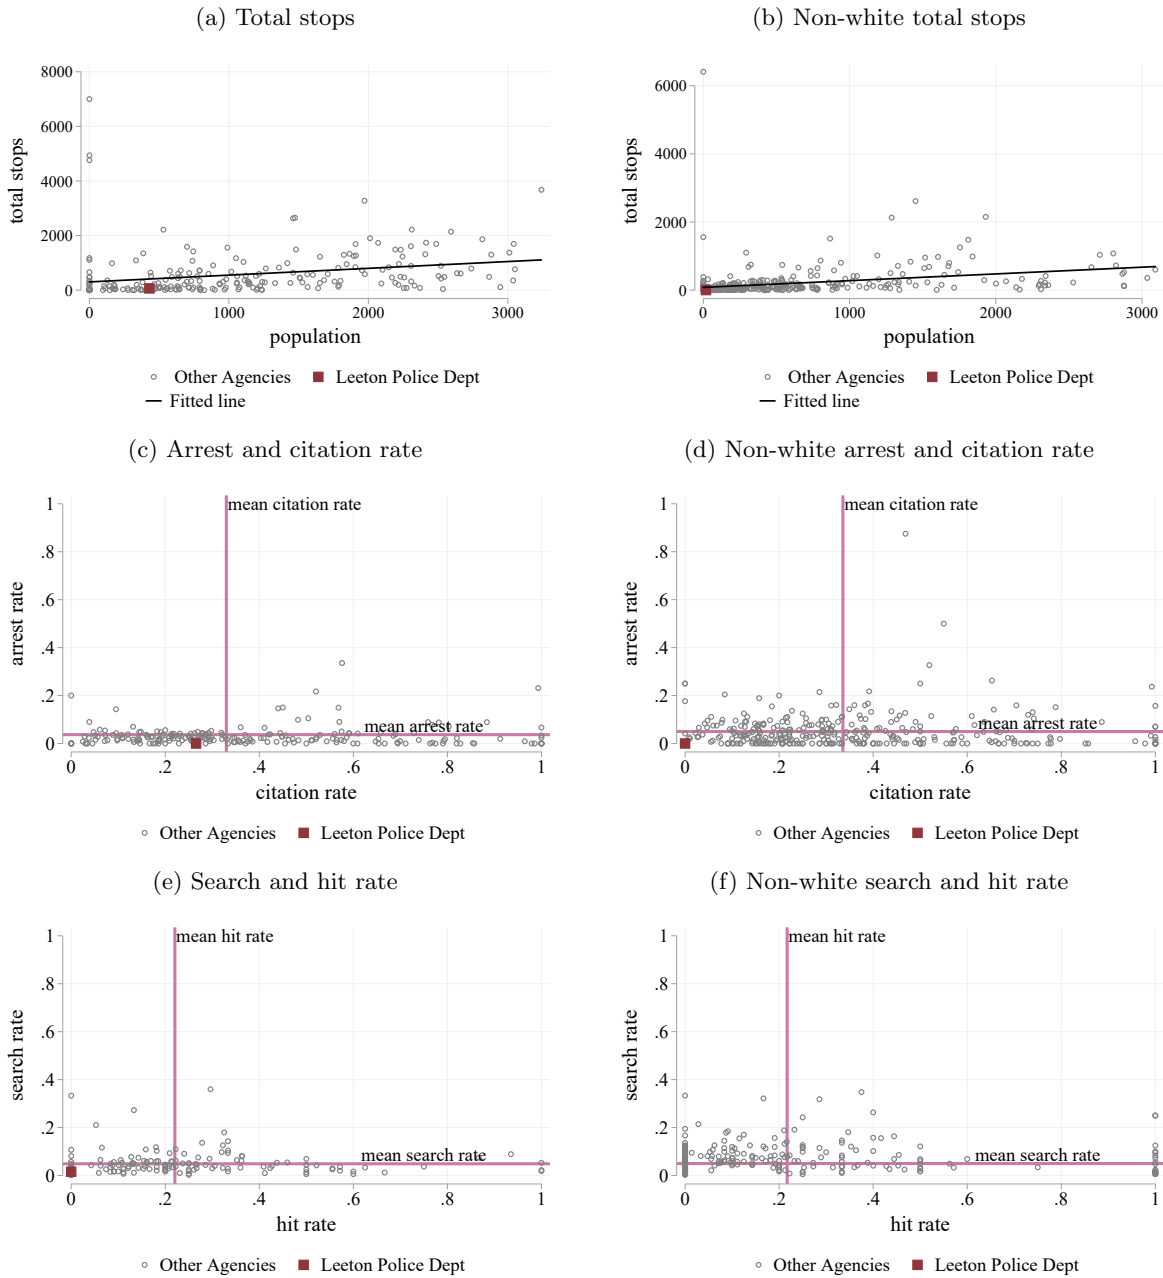 (a) Total stops
(b) Non-white total stops
8000
6000
4000
2000
0
total stops
0 1000 2000 3000
population
Other Agencies Leeton Police Dept
Fitted line
6000
4000
2000
0
total stops
0 1000 2000 3000
population
Other Agencies Leeton Police Dept
Fitted line
(c) Arrest and citation rate
(d) Non-white arrest and citation rate
1
.8
.6
.4
.2
0
arrest rate
mean citation rate
mean arrest rate
0 .2 .4 .6 .8 1
citation rate
Other Agencies Leeton Police Dept
1
.8
.6
.4
.2
0
arrest rate
mean citation rate
mean arrest rate
0 .2 .4 .6 .8 1
citation rate
Other Agencies Leeton Police Dept
(e) Search and hit rate
(f) Non-white search and hit rate
1
.8
.6
.4
.2
0
search rate
mean hit rate
mean search rate
0 .2 .4 .6 .8 1
hit rate
Other Agencies Leeton Police Dept
1
.8
.6
.4
.2
0
search rate
mean hit rate
mean search rate
0 .2 .4 .6 .8 1
hit rate
Other Agencies Leeton Police Dept